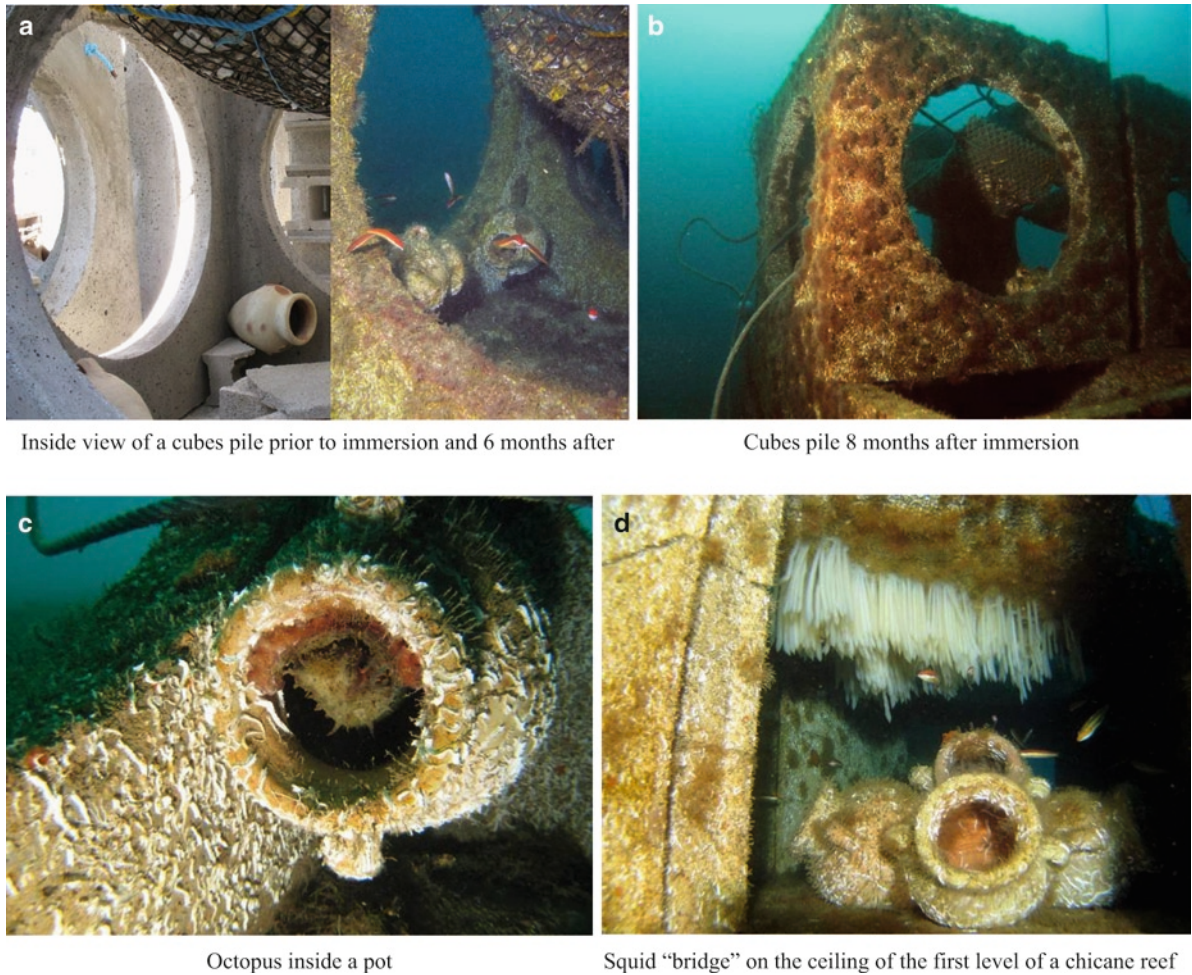 a
b
Inside view of a cubes pile prior to immersion and 6 months after
Cubes pile 8 months after immersion
c
d
Octopus inside a pot
Squid “bridge” on the ceiling of the first level of a chicane reef